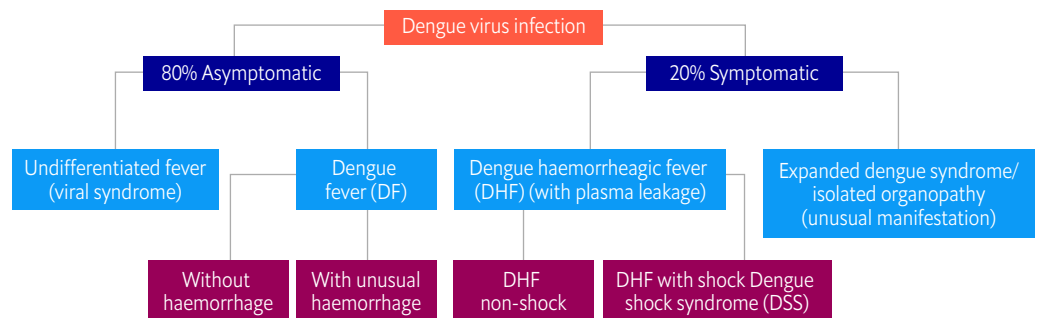 Dengue virus infection
80% Asymptomatic
20% Symptomatic
Undifferentiated fever
(viral syndrome)
Dengue
fever (DF)
Dengue haemorrheagic fever
(DHF) (with plasma leakage)
Expanded dengue syndrome/
isolated organopathy
(unusual manifestation)
Without
haemorrhage
With unusual
haemorrhage
DHF
non-shock
DHF with shock Dengue
shock syndrome (DSS)